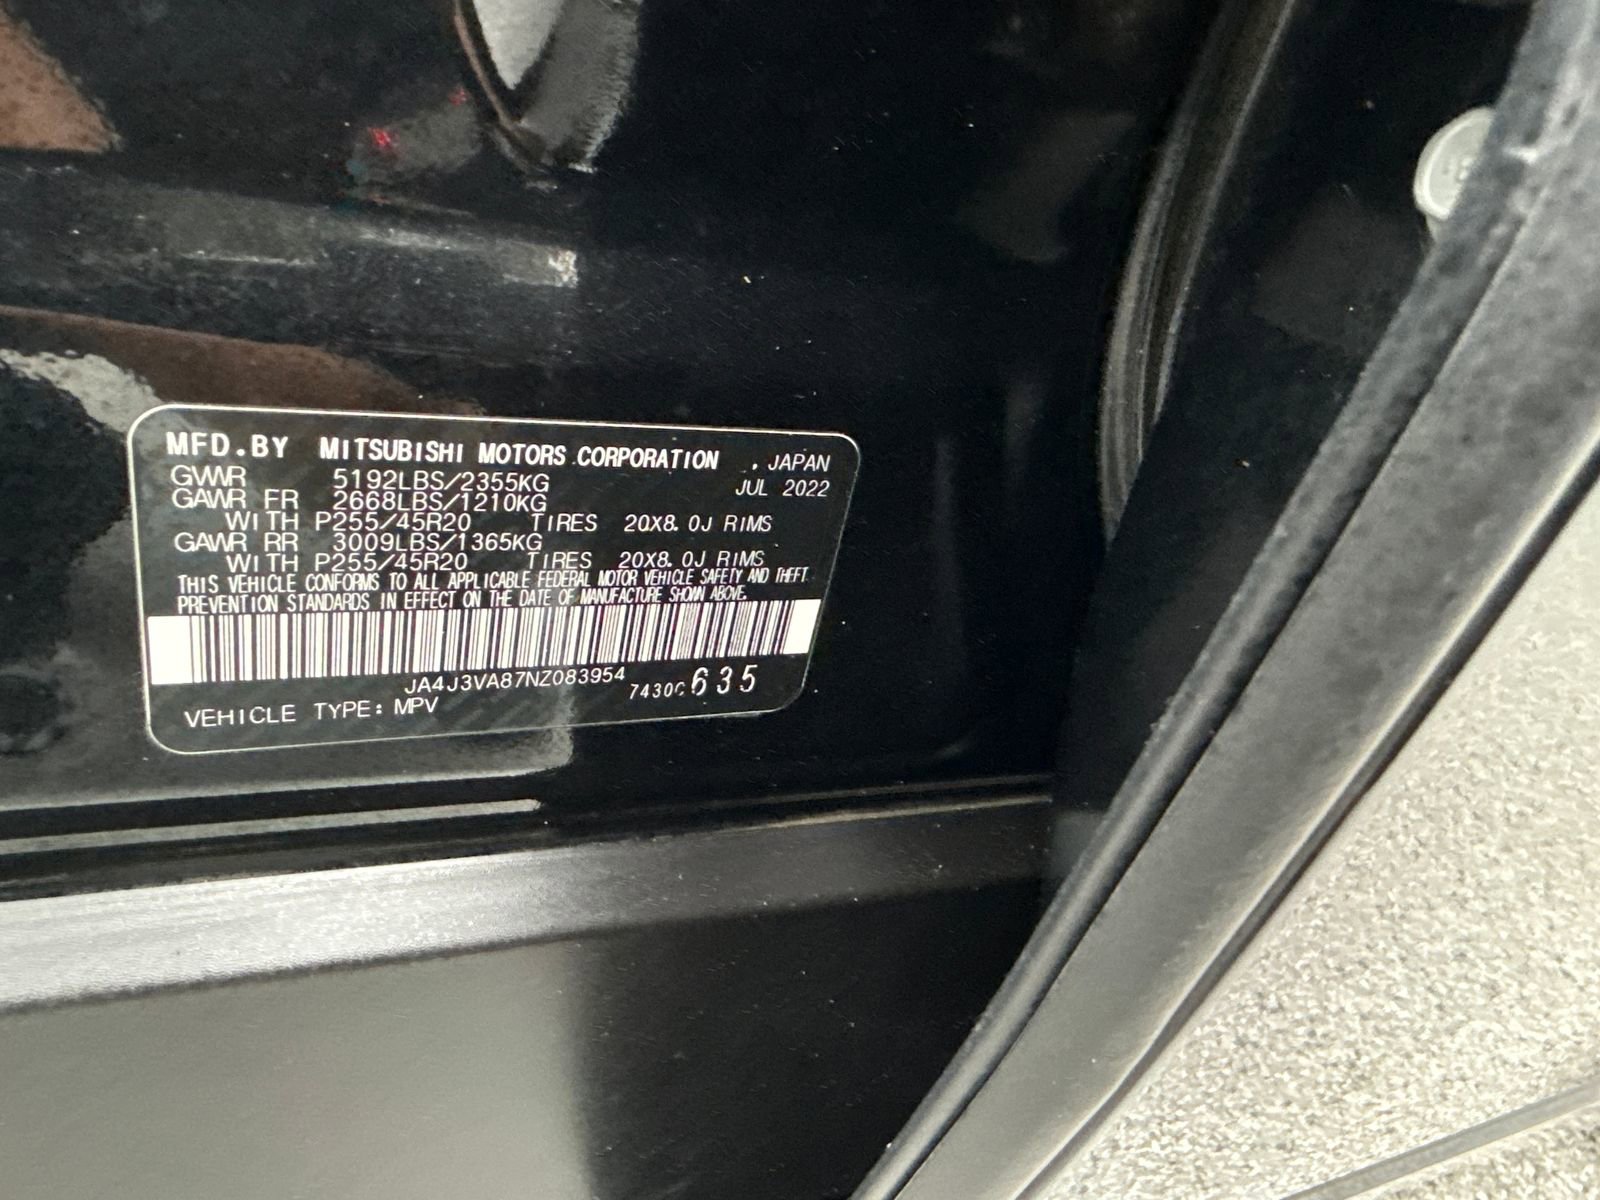 MFD.BY MITSUBISHI MOTORS CORPORATION , JAPAN
GVWR 5192LBS/2355KG JUL 2022
GAWR FR 2668LBS/1210KG
WITH P255/45R20 TIRES 20X8.0J RIMS
GAWR RR 3009LBS/1365KG
WITH P255/45R20 TIRES 20X8.0J RIMS
THIS VEHICLE CONFORMS TO ALL APPLICABLE FEDERAL MOTOR VEHICLE SAFETY AND THEFT
PREVENTION STANDARDS IN EFFECT ON THE DATE OF MANUFACTURE SHOWN ABOVE.
JA4J3VA87NZ083954 7430C635
VEHICLE TYPE: MPV